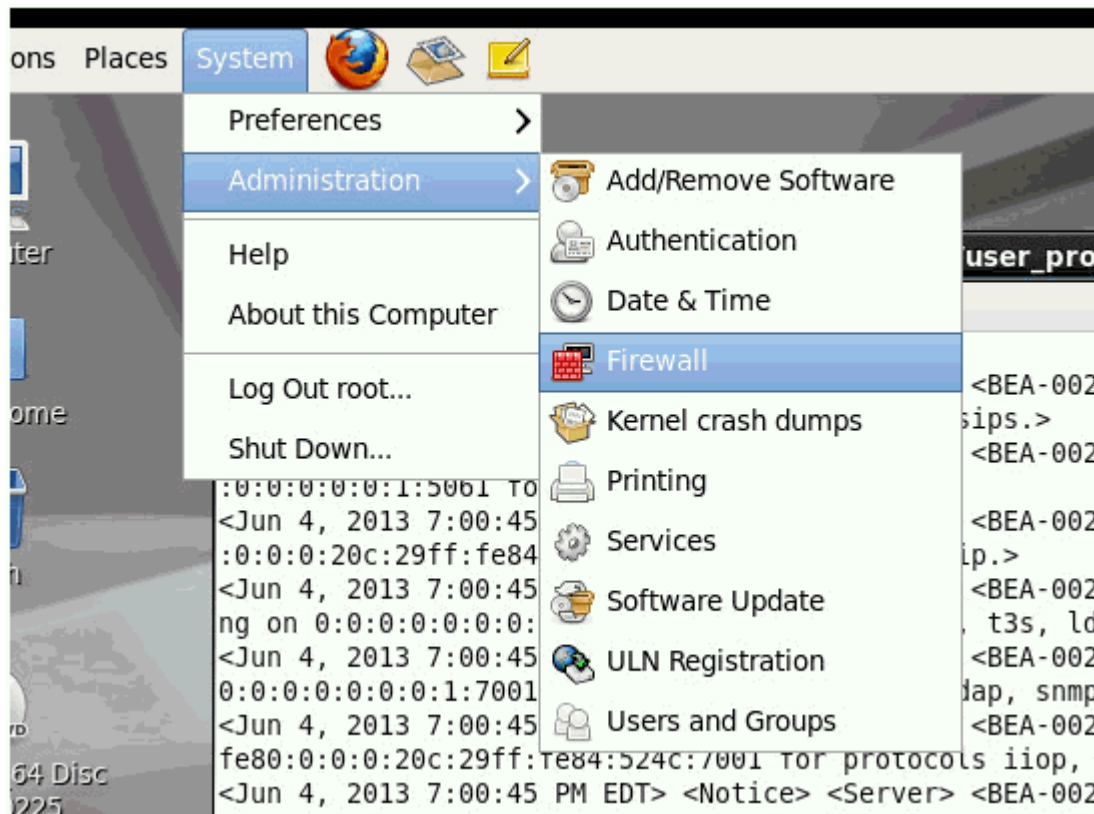 ons Places System
Preferences
Administration
Help
About this Computer
Log Out root...
Shut Down...
Add/Remove Software
Authentication
Date & Time
Firewall
Kernel crash dumps
Printing
Services
Software Update
ULN Registration
Users and Groups
ter
ome
n
64 Disc
0225
user_pro
<BEA-002
sips.>
<BEA-002
:0:0:0:0:0:1:5061 fo
<Jun 4, 2013 7:00:45 <BEA-002
:0:0:0:20c:29ff:fe84 ip.>
<Jun 4, 2013 7:00:45 <BEA-002
ng on 0:0:0:0:0:0:0: , t3s, ld
<Jun 4, 2013 7:00:45 <BEA-002
0:0:0:0:0:0:0:1:7001 dap, snmp
<Jun 4, 2013 7:00:45 <BEA-002
fe80:0:0:0:20c:29ff:fe84:524c:7001 for protocols iiop,
<Jun 4, 2013 7:00:45 PM EDT> <Notice> <Server> <BEA-002